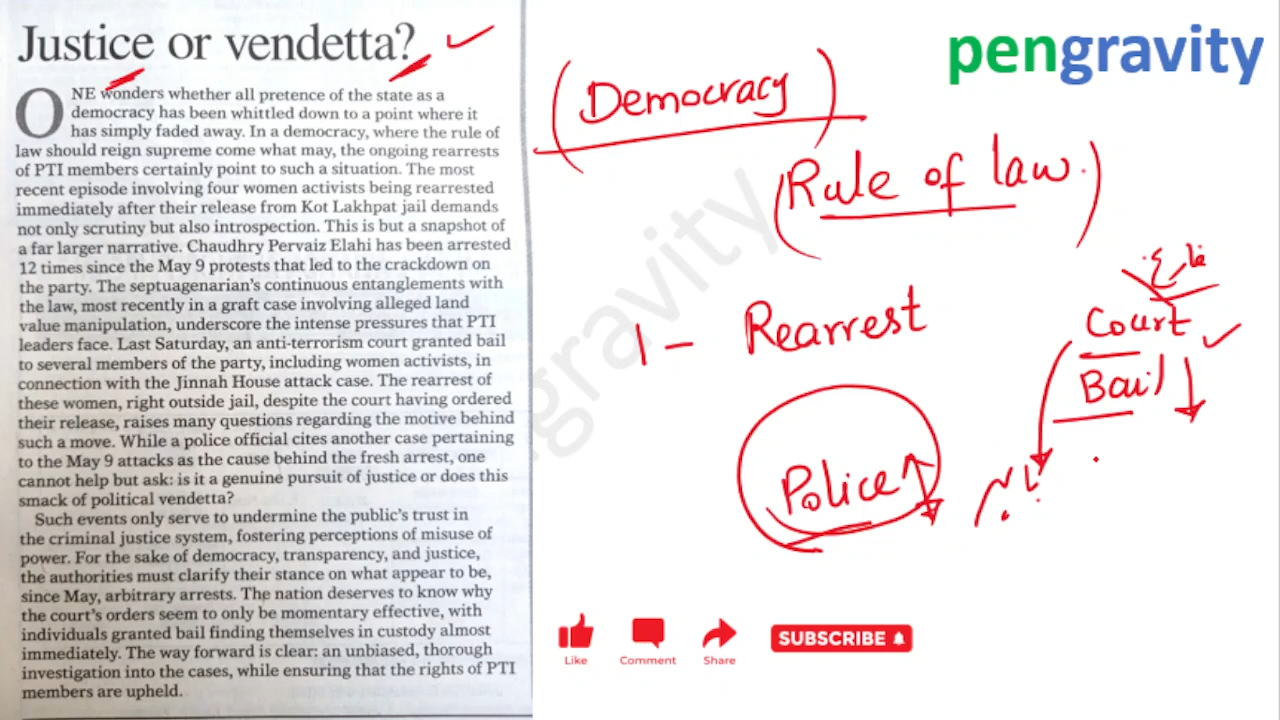 Justice or vendetta?
ONE wonders whether all pretence of the state as a
democracy has been whittled down to a point where it
has simply faded away. In a democracy, where the rule of
law should reign supreme come what may, the ongoing rearrests
of PTI members certainly point to such a situation. The most
recent episode involving four women activists being rearrested
immediately after their release from Kot Lakhpat jail demands
not only scrutiny but also introspection. This is but a snapshot of
a far larger narrative. Chaudhry Pervaiz Elahi has been arrested
12 times since the May 9 protests that led to the crackdown on
the party. The septuagenarian's continuous entanglements with
the law, most recently in a graft case involving alleged land
value manipulation, underscore the intense pressures that PTI
leaders face. Last Saturday, an anti-terrorism court granted bail
to several members of the party, including women activists, in
connection with the Jinnah House attack case. The rearrest of
these women, right outside jail, despite the court having ordered
their release, raises many questions regarding the motive behind
such a move. While a police official cites another case pertaining
to the May 9 attacks as the cause behind the fresh arrest, one
cannot help but ask: is it a genuine pursuit of justice or does this
smack of political vendetta?
Such events only serve to undermine the public's trust in
the criminal justice system, fostering perceptions of misuse of
power. For the sake of democracy, transparency, and justice,
the authorities must clarify their stance on what appear to be,
since May, arbitrary arrests. The nation deserves to know why
the court's orders seem to only be momentary effective, with
individuals granted bail finding themselves in custody almost
immediately. The way forward is clear: an unbiased, thorough
investigation into the cases, while ensuring that the rights of PTI
members are upheld.
pengravity
(Democracy)
(Rule of law.)
1 - Rearrest
Court
Bail
Police
pengravity
Like
Comment
Share
SUBSCRIBE